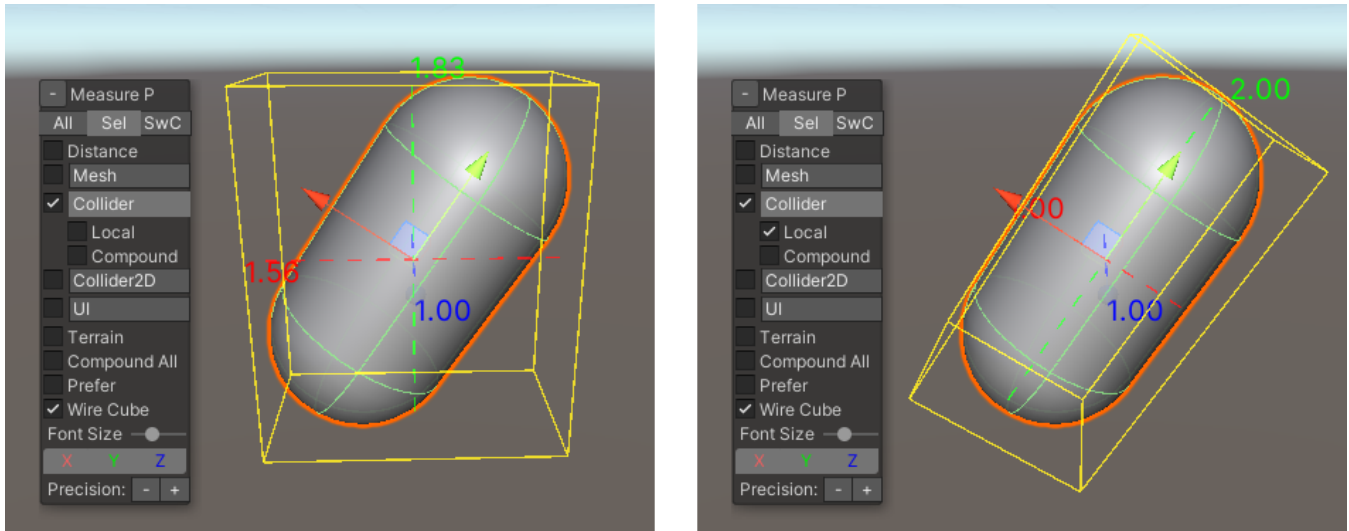 - Measure P
All Sel SwC
Distance
Mesh
Collider
Local
Compound
Collider2D
UI
Terrain
Compound All
Prefer
Wire Cube
Font Size
X Y Z
Precision: - +
1.83
1.56
1.00
- Measure P
All Sel SwC
Distance
Mesh
Collider
Local
Compound
Collider2D
UI
Terrain
Compound All
Prefer
Wire Cube
Font Size
X Y Z
Precision: - +
2.00
00
1.00